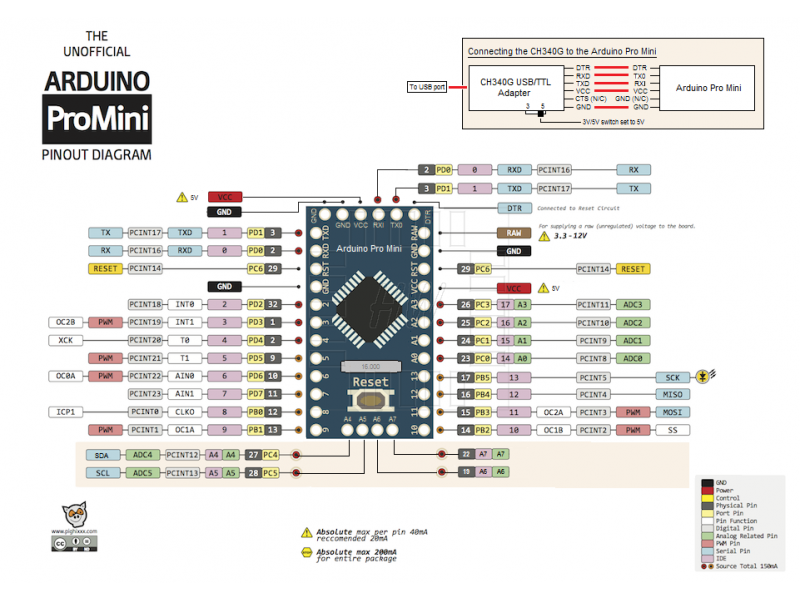 THE
UNOFFICIAL
ARDUINO
ProMini
PINOUT DIAGRAM
Connecting the CH340G to the Arduino Pro Mini
To USB port
CH340G USB/TTL
Adapter
DTR DTR
RXD TX0
TXD RXI
VCC VCC
CTS (N/C) GND (N/C)
GND GND
Arduino Pro Mini
3 5
3V/5V switch set to 5V
2 PD0 0 RXD PCINT16 RX
3 PD1 1 TXD PCINT17 TX
DTR Connected to Reset Circuit
5V VCC
GND
For supplying a raw (unregulated) voltage to the board.
RAW 3.3 -12V
GND
TX PCINT17 TXD 1 PD1 3
RX PCINT16 RXD 0 PD0 2
RESET PCINT14 PC6 29
GND
PCINT18 INT0 2 PD2 32
OC2B PWM PCINT19 INT1 3 PD3 1
XCK PCINT20 T0 4 PD4 2
PWM PCINT21 T1 5 PD5 9
OC0A PWM PCINT22 AIN0 6 PD6 10
PCINT23 AIN1 7 PD7 11
ICP1 PCINT0 CLKO 8 PB0 12
PWM PCINT1 OC1A 9 PB1 13
GND GND VCC RXI TX0 DTR
TXD RXD RST GND 2 3 4 5 6 7 8 9
Arduino Pro Mini
16.000
Reset
RAW GND RST VCC A3 A2 A1 A0 13 12 11 10
A4 A5 A6 A7
29 PC6 PCINT14 RESET
VCC 5V
26 PC3 17 A3 PCINT11 ADC3
25 PC2 16 A2 PCINT10 ADC2
24 PC1 15 A1 PCINT9 ADC1
23 PC0 14 A0 PCINT8 ADC0
17 PB5 13 PCINT5 SCK
16 PB4 12 PCINT4 MISO
15 PB3 11 OC2A PCINT3 PWM MOSI
14 PB2 10 OC1B PCINT2 PWM SS
SDA ADC4 PCINT12 A4 A4 27 PC4
SCL ADC5 PCINT13 A5 A5 28 PC5
22 A7 A7
A6 A6
www.pighixxx.com
CC BY ND
Absolute max per pin 40mA
reccomended 20mA
Absolute max 200mA
for entire package
GND
Power
Control
Physical Pin
Port Pin
Pin Function
Digital Pin
Analog Related Pin
PWM Pin
Serial Pin
IDE
Source Total 150mA